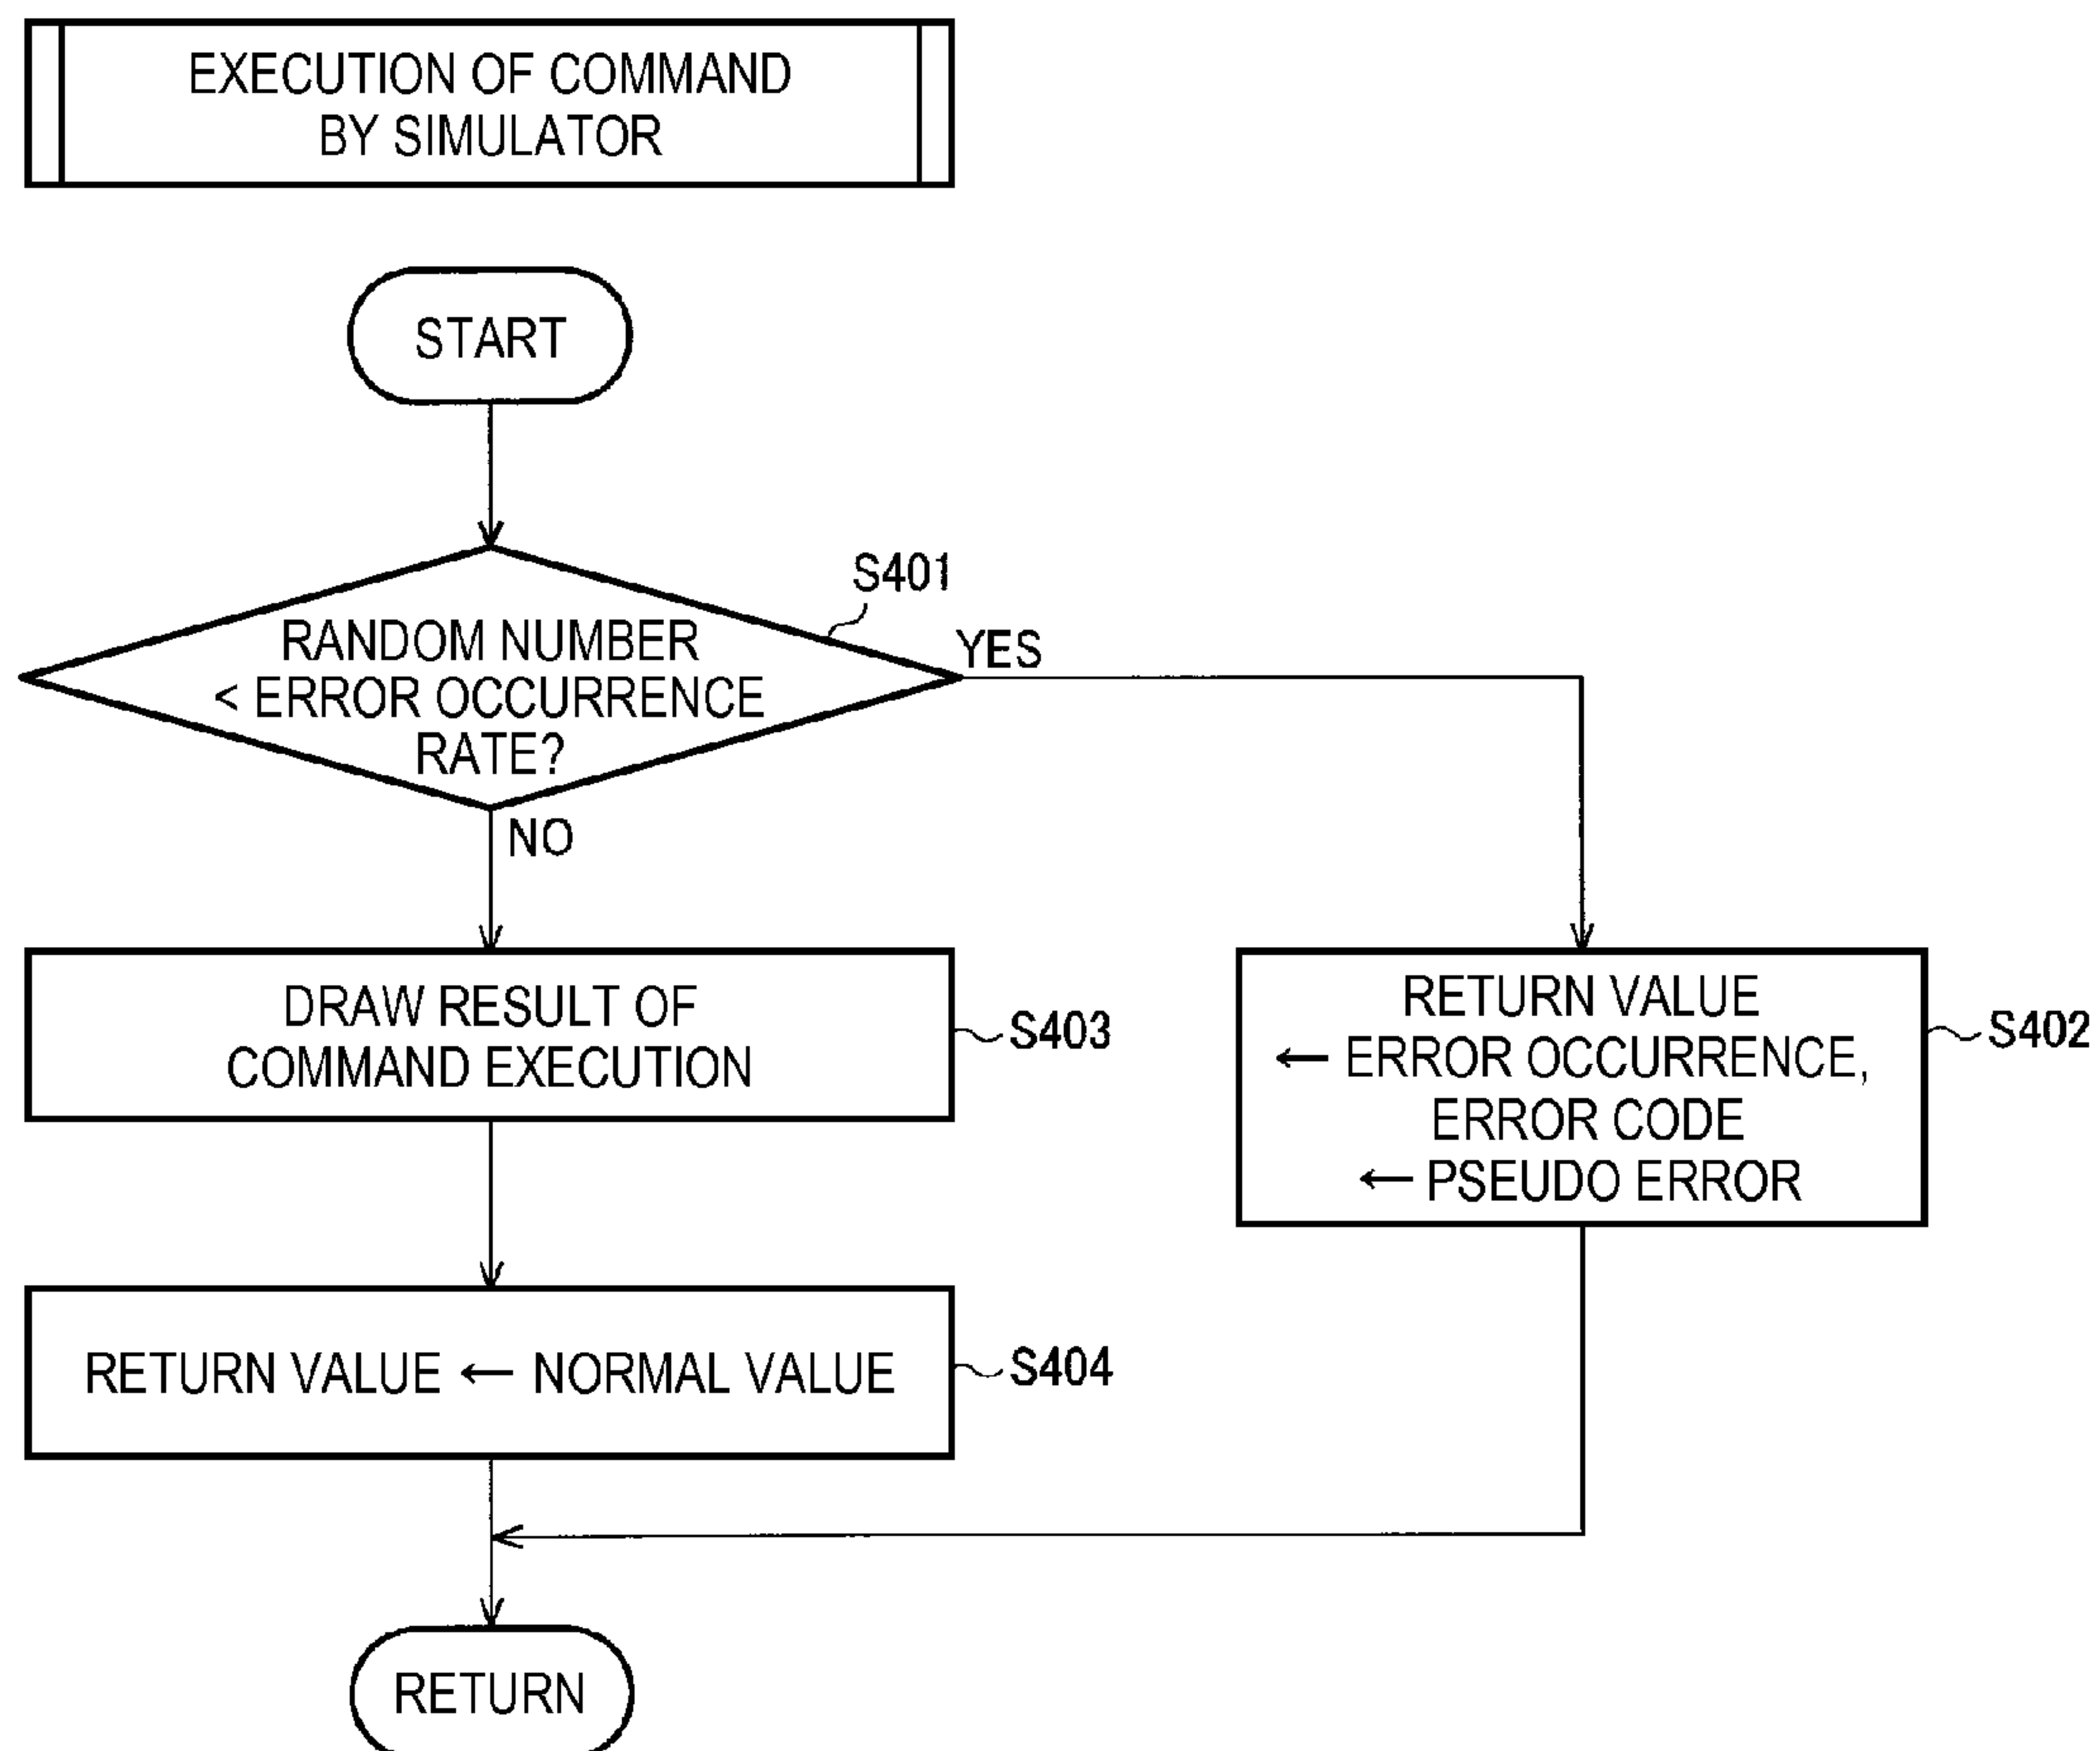 EXECUTION OF COMMAND
BY SIMULATOR
START
S401
RANDOM NUMBER
< ERROR OCCURRENCE
RATE?
YES
NO
DRAW RESULT OF
COMMAND EXECUTION
S403
RETURN VALUE
← ERROR OCCURRENCE,
ERROR CODE
← PSEUDO ERROR
S402
RETURN VALUE ← NORMAL VALUE
S404
RETURN